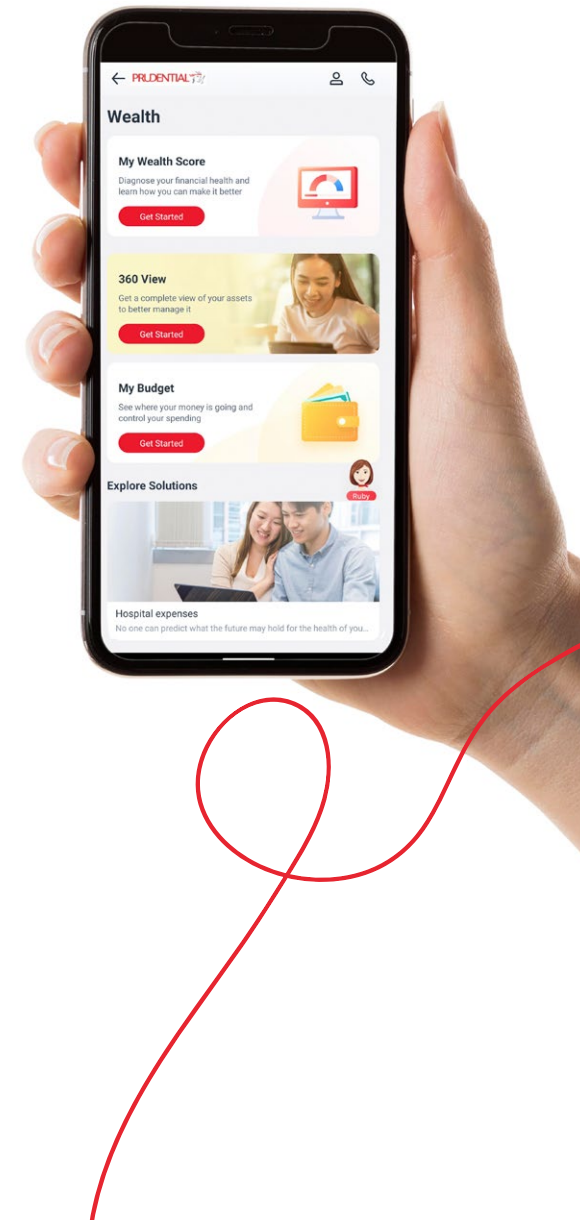 PRUDENTIAL
Wealth
My Wealth Score
Diagnose your financial health and
learn how you can make it better
Get Started
360 View
Get a complete view of your assets
to better manage it
Get Started
My Budget
See where your money is going and
control your spending
Get Started
Explore Solutions
Ruby
Hospital expenses
No one can predict what the future may hold for the health of you...